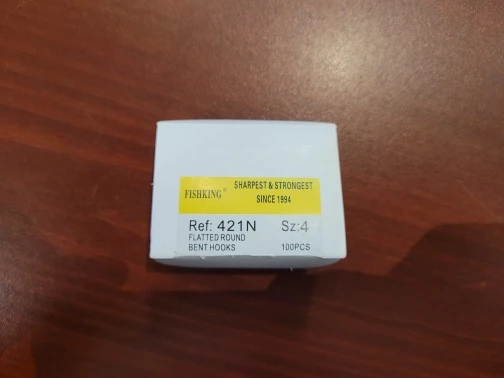 FISHKING®
SHARPEST & STRONGEST
SINCE 1994
Ref: 421N Sz:4
FLATTED ROUND
BENT HOOKS 100PCS